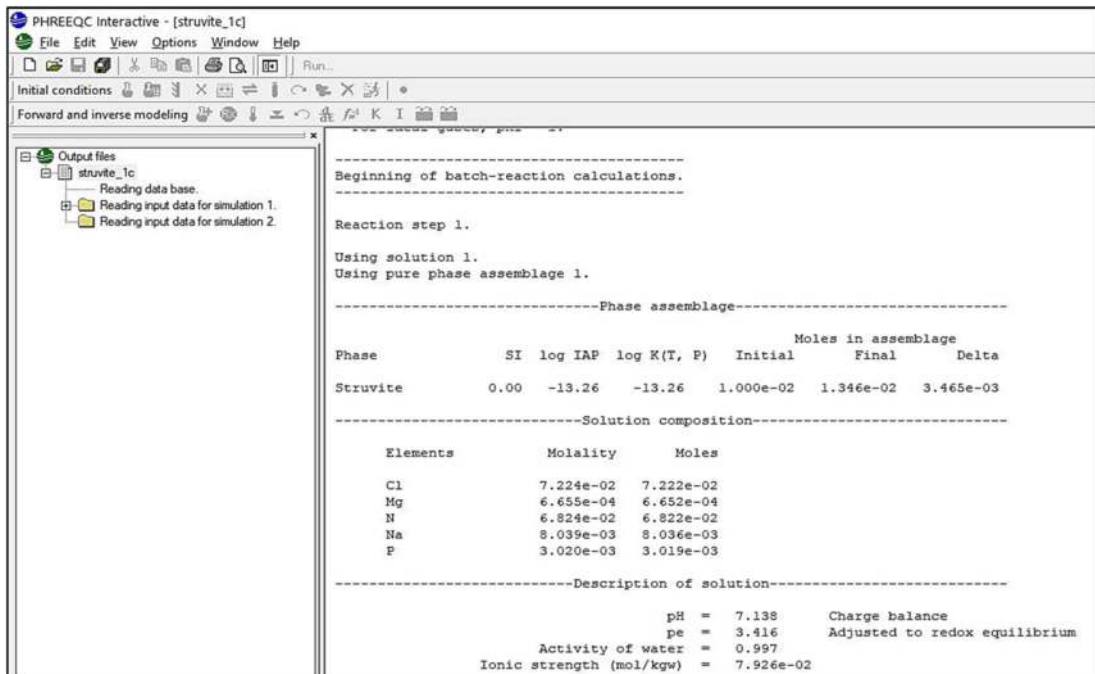 PHREEQC Interactive - [struvite_1c]
File Edit View Options Window Help
Run...
Initial conditions
Forward and inverse modeling
Output files
struvite_1c
Reading data base.
Reading input data for simulation 1.
Reading input data for simulation 2.
----------------------------------------
Beginning of batch-reaction calculations.
----------------------------------------
Reaction step 1.
Using solution 1.
Using pure phase assemblage 1.
-------------------------------Phase assemblage--------------------------------
Moles in assemblage
Phase SI log IAP log K(T, P) Initial Final Delta
Struvite 0.00 -13.26 -13.26 1.000e-02 1.346e-02 3.465e-03
-----------------------------Solution composition------------------------------
Elements Molality Moles
Cl 7.224e-02 7.222e-02
Mg 6.655e-04 6.652e-04
N 6.824e-02 6.822e-02
Na 8.039e-03 8.036e-03
P 3.020e-03 3.019e-03
----------------------------Description of solution----------------------------
pH = 7.138 Charge balance
pe = 3.416 Adjusted to redox equilibrium
Activity of water = 0.997
Ionic strength (mol/kgw) = 7.926e-02